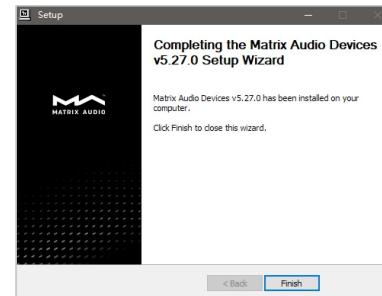 Setup
Completing the Matrix Audio Devices
v5.27.0 Setup Wizard
MATRIX AUDIO
Matrix Audio Devices v5.27.0 has been installed on your
computer.
Click Finish to close this wizard.
< Back
Finish